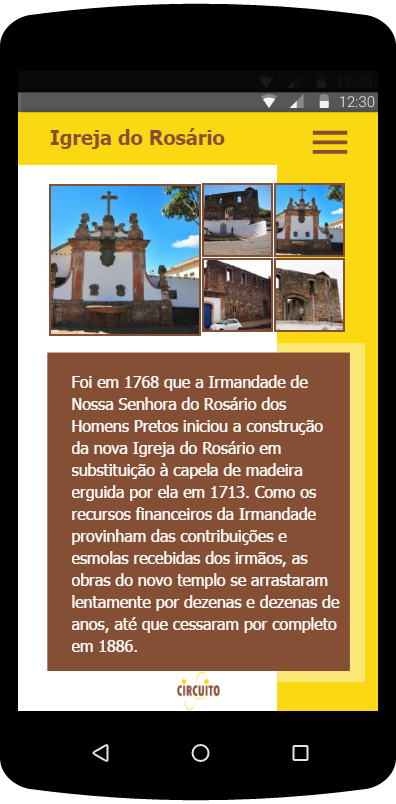 12:30
12:30
Igreja do Rosário
Foi em 1768 que a Irmandade de
Nossa Senhora do Rosário dos
Homens Pretos iniciou a construção
da nova Igreja do Rosário em
substituição à capela de madeira
erguida por ela em 1713. Como os
recursos financeiros da Irmandade
provinham das contribuições e
esmolas recebidas dos irmãos, as
obras do novo templo se arrastaram
lentamente por dezenas e dezenas de
anos, até que cessaram por completo
em 1886.
CIRCUITO